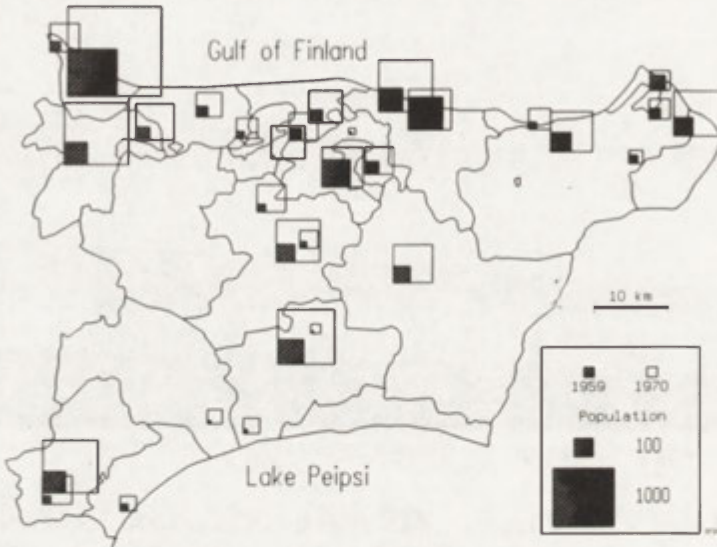 Gulf of Finland
10 km
1959 1970
Population
100
1000
Lake Peipsi